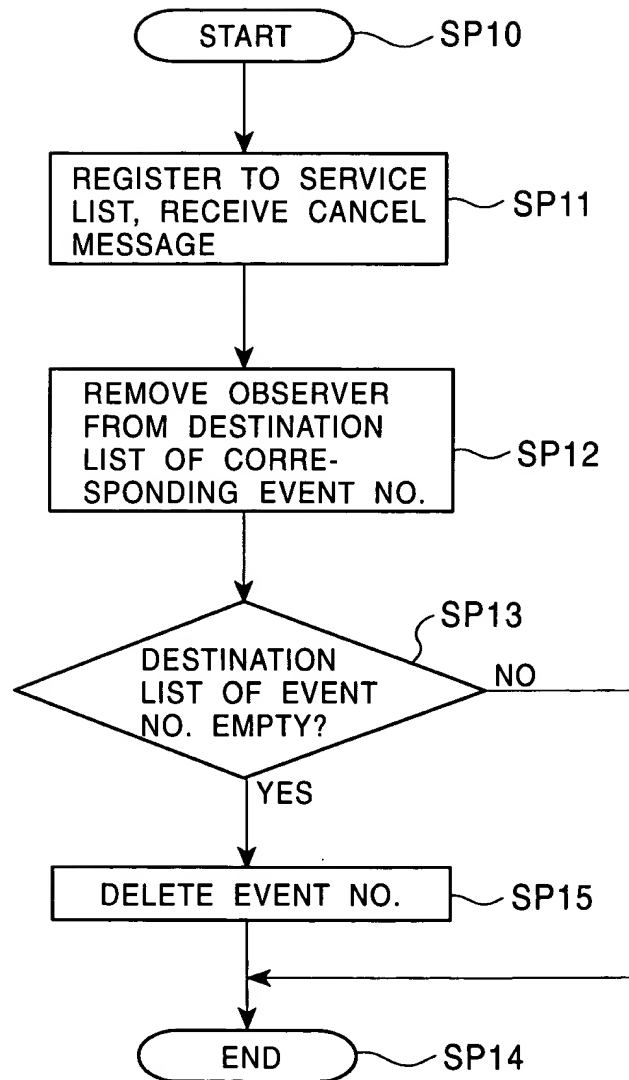 START
SP10
REGISTER TO SERVICE
LIST, RECEIVE CANCEL
MESSAGE
SP11
REMOVE OBSERVER
FROM DESTINATION
LIST OF CORRE-
SPONDING EVENT NO.
SP12
SP13
DESTINATION
LIST OF EVENT
NO. EMPTY?
NO
YES
DELETE EVENT NO.
SP15
END
SP14